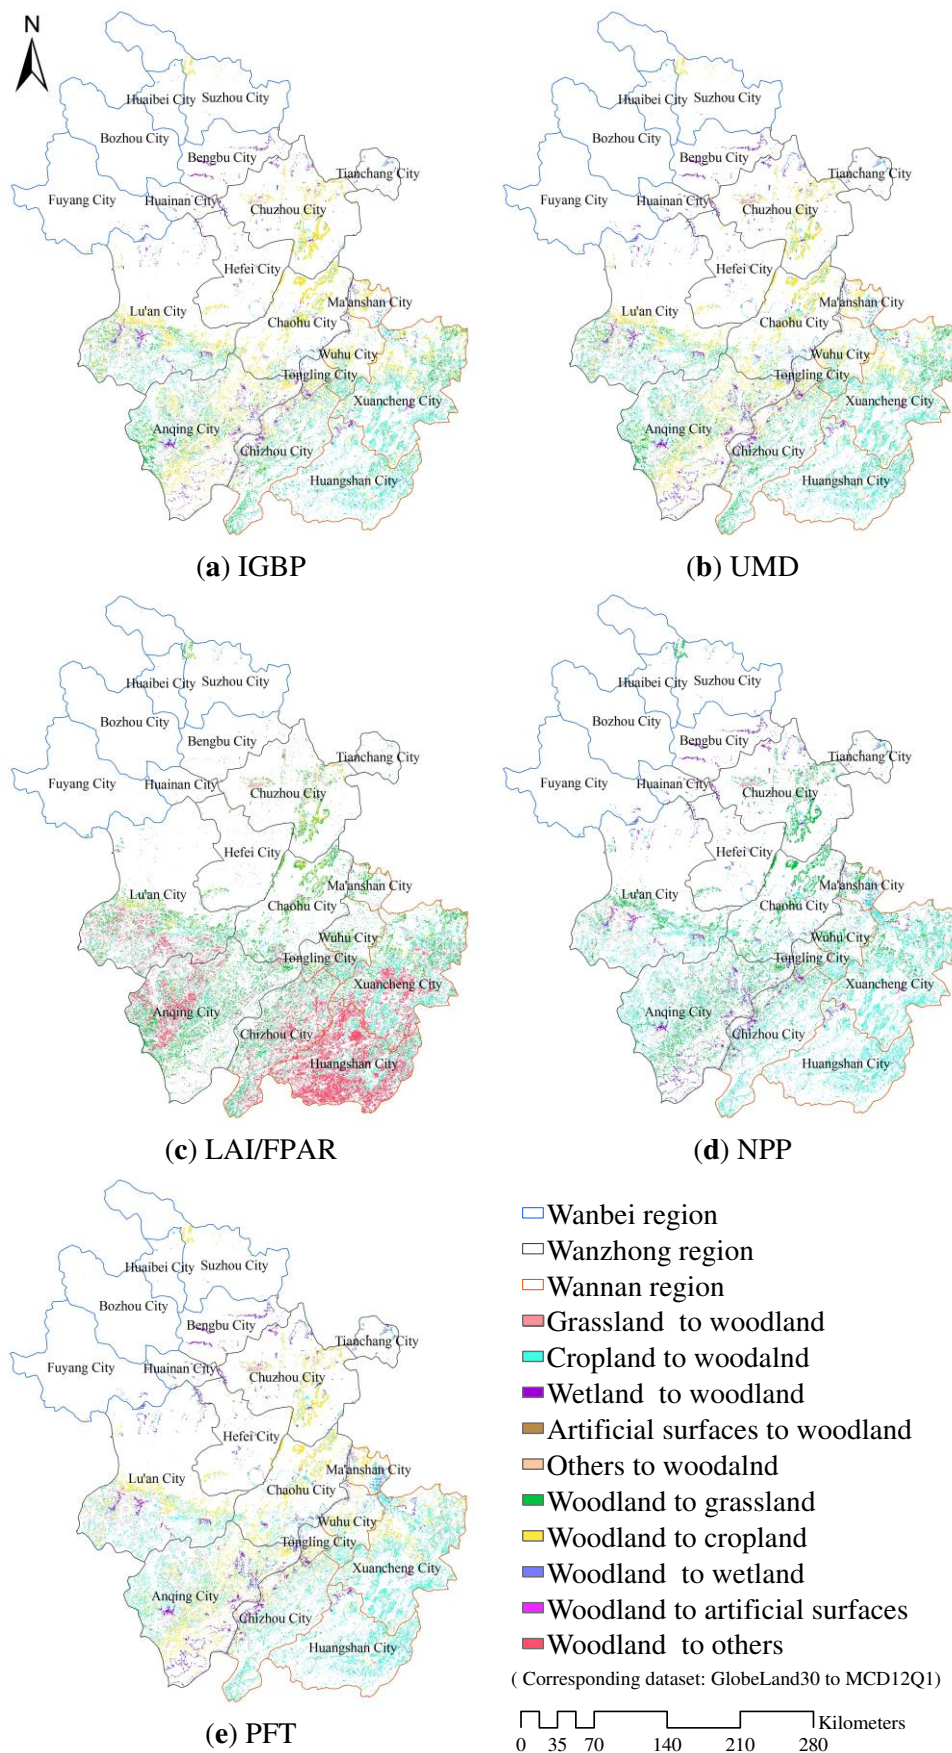 N
Huaibei City
Suzhou City
Bozhou City
Bengbu City
Tianchang City
Fuyang City
Huainan City
Chuzhou City
Hefei City
Ma'anshan City
Lu'an City
Chaohu City
Wuhu City
Tongling City
Xuancheng City
Anqing City
Chizhou City
Huangshan City
(a) IGBP
Huaibei City
Suzhou City
Bozhou City
Bengbu City
Tianchang City
Fuyang City
Huainan City
Chuzhou City
Hefei City
Ma'anshan City
Lu'an City
Chaohu City
Wuhu City
Tongling City
Xuancheng City
Anqing City
Chizhou City
Huangshan City
(b) UMD
Huaibei City
Suzhou City
Bozhou City
Bengbu City
Tianchang City
Fuyang City
Huainan City
Chuzhou City
Hefei City
Ma'anshan City
Lu'an City
Chaohu City
Wuhu City
Tongling City
Xuancheng City
Anqing City
Chizhou City
Huangshan City
(c) LAI/FPAR
Huaibei City
Suzhou City
Bozhou City
Bengbu City
Tianchang City
Fuyang City
Huainan City
Chuzhou City
Hefei City
Ma'anshan City
Lu'an City
Chaohu City
Wuhu City
Tongling City
Xuancheng City
Anqing City
Chizhou City
Huangshan City
(d) NPP
Huaibei City
Suzhou City
Bozhou City
Bengbu City
Tianchang City
Fuyang City
Huainan City
Chuzhou City
Hefei City
Ma'anshan City
Lu'an City
Chaohu City
Wuhu City
Tongling City
Xuancheng City
Anqing City
Chizhou City
Huangshan City
(e) PFT
Wanbei region
Wanzhong region
Wannan region
Grassland to woodland
Cropland to woodalnd
Wetland to woodland
Artificial surfaces to woodland
Others to woodalnd
Woodland to grassland
Woodland to cropland
Woodland to wetland
Woodland to artificial surfaces
Woodland to others
( Corresponding dataset: GlobeLand30 to MCD12Q1)
Kilometers
0 35 70 140 210 280